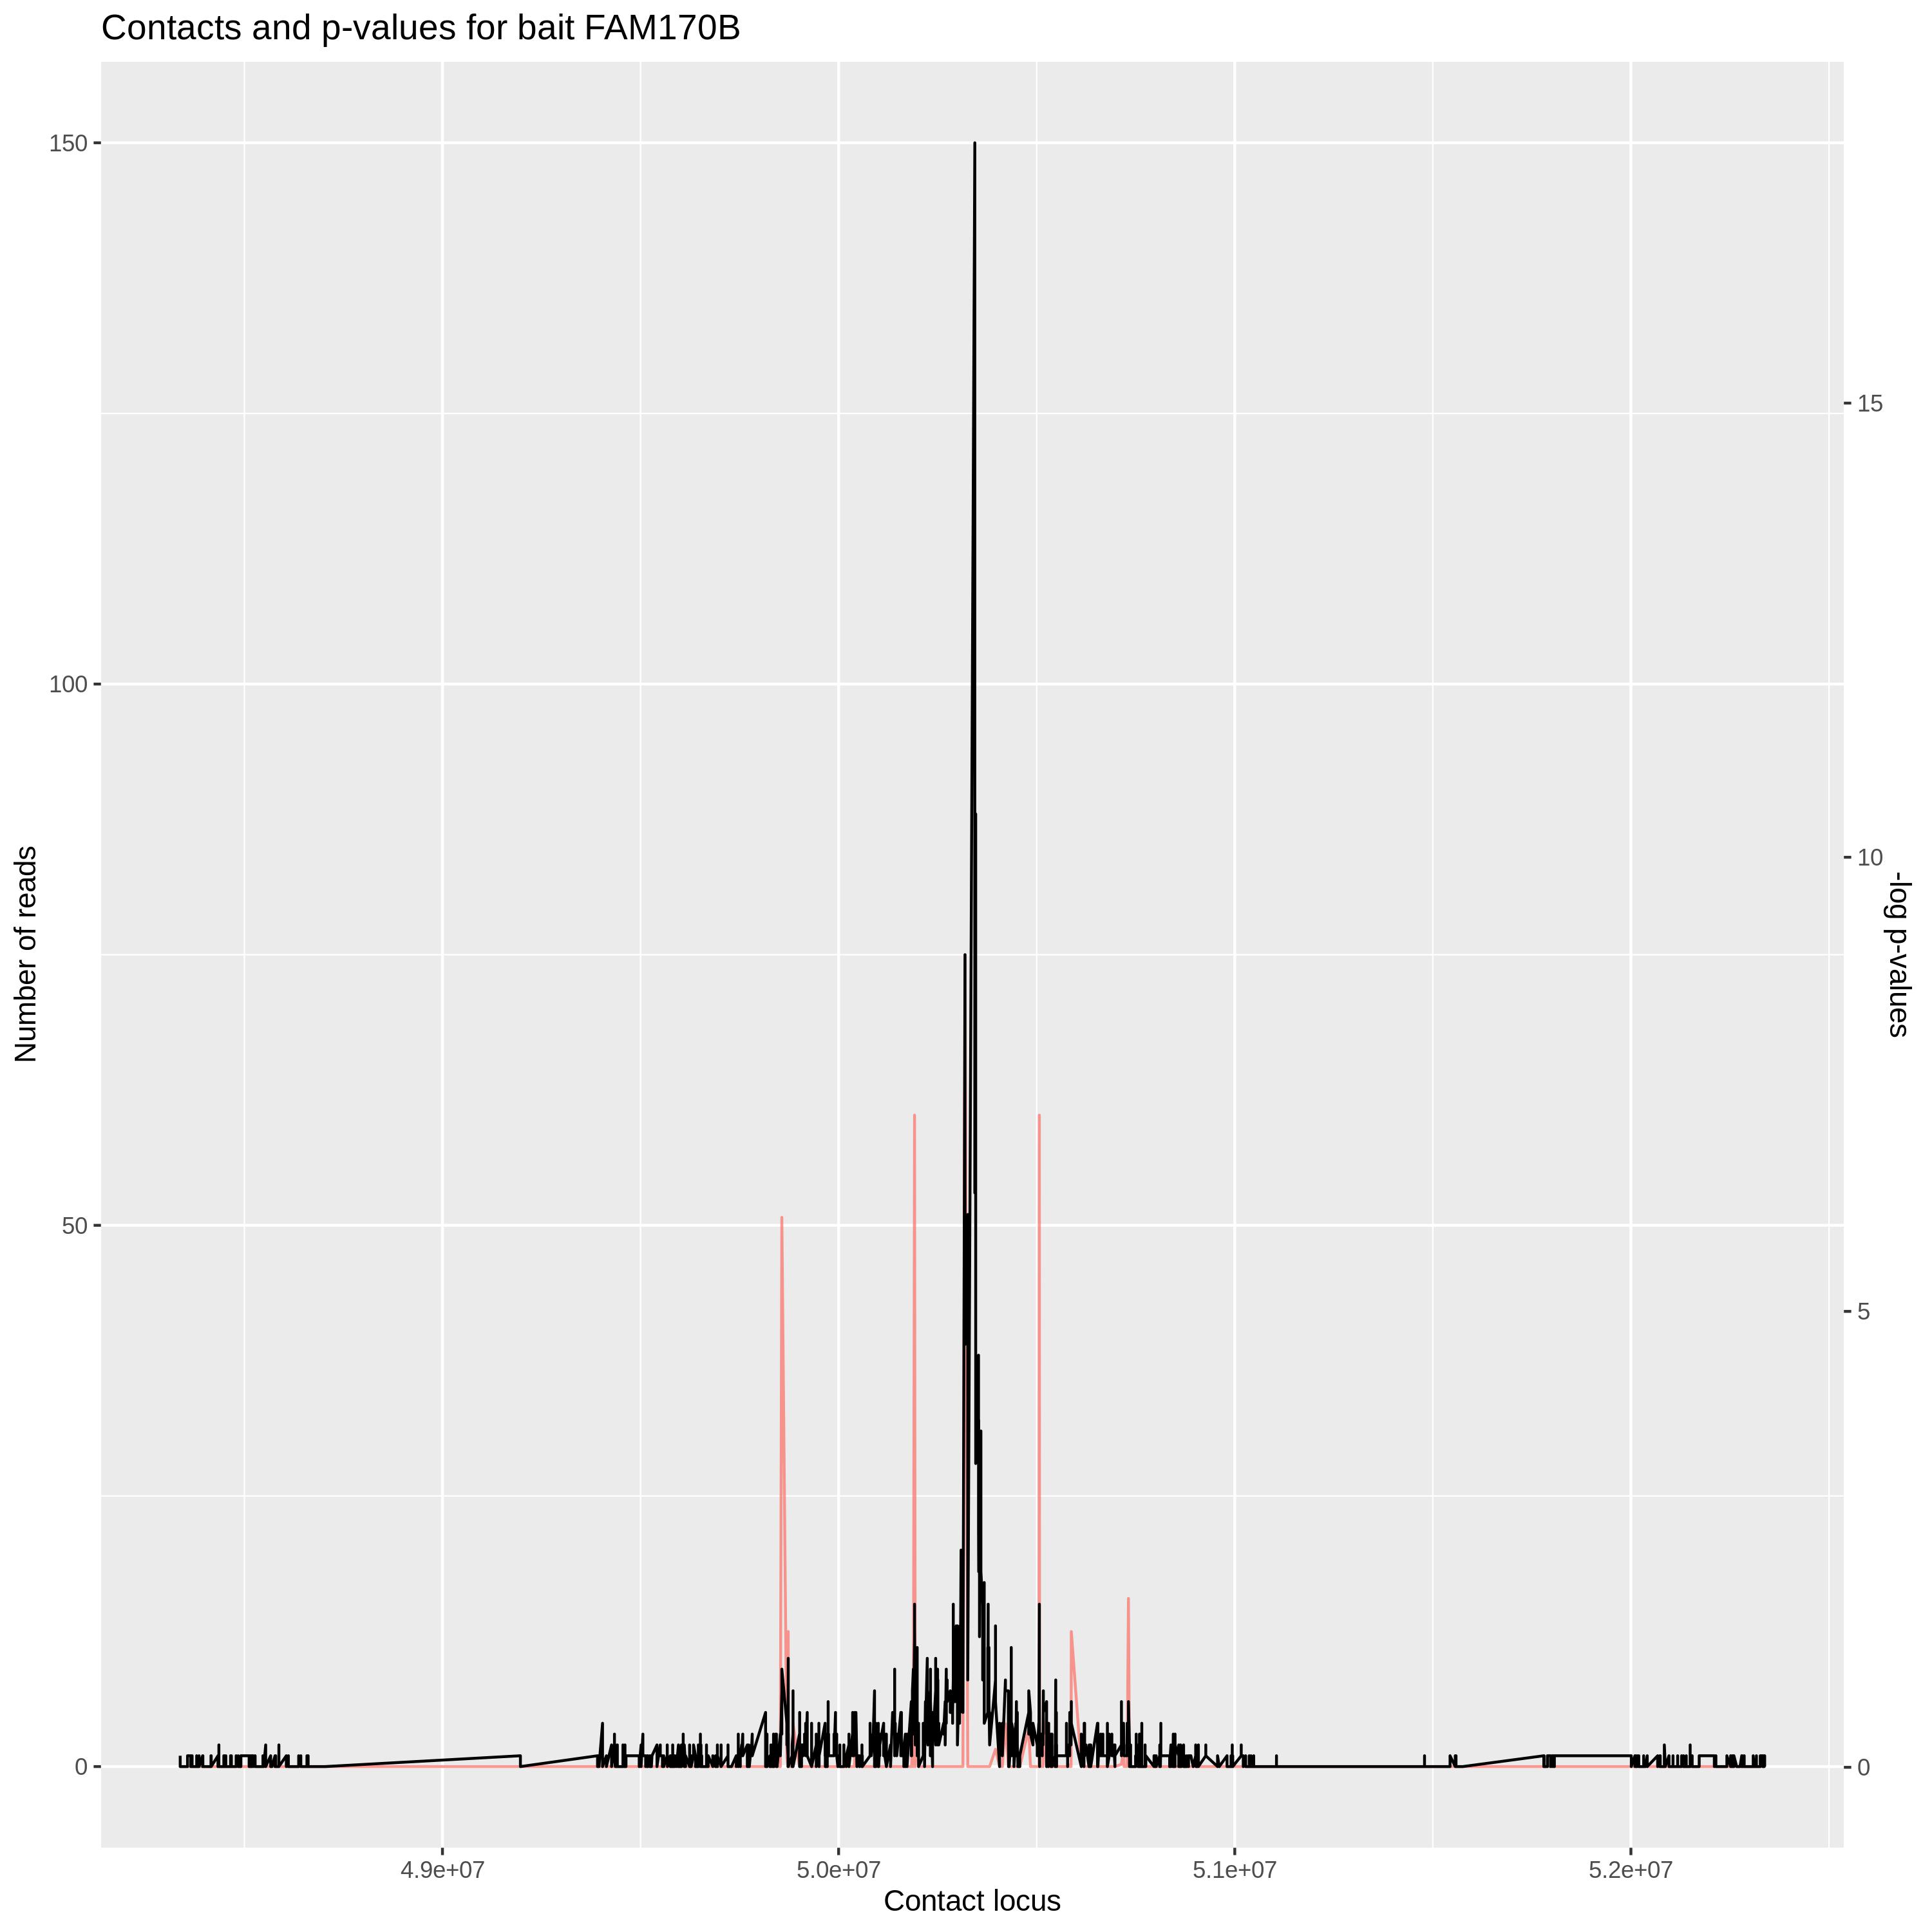 Contacts and p-values for bait FAM170B
150
100
50
0
Number of reads
15
10
5
0
-log p-values
4.9e+07
5.0e+07
5.1e+07
5.2e+07
Contact locus